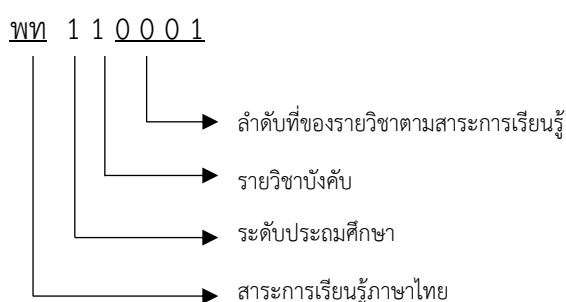 พท 1 1 0 0 0 1
ลำดับที่ของรายวิชาตามสาระการเรียนรู้
รายวิชาบังคับ
ระดับประถมศึกษา
สาระการเรียนรู้ภาษาไทย